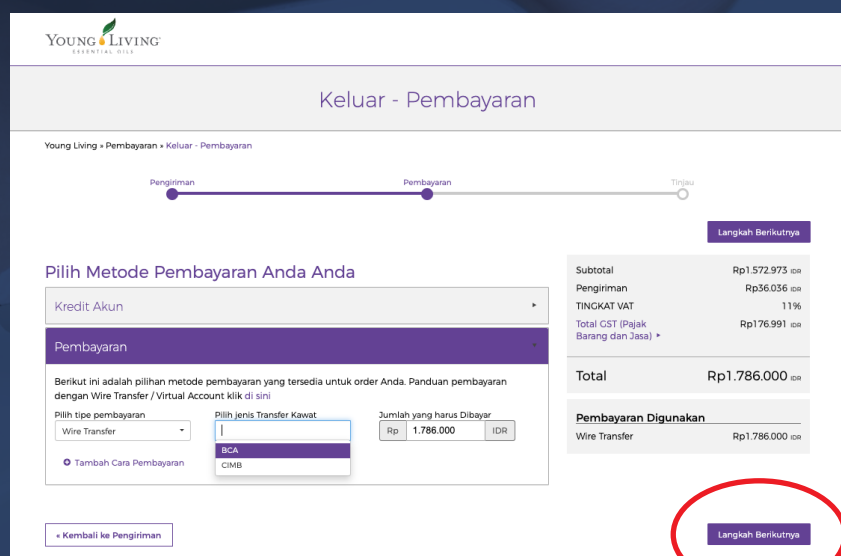 YOUNG LIVING
ESSENTIAL OILS
Keluar - Pembayaran
Young Living » Pembayaran » Keluar - Pembayaran
Pengiriman
Pembayaran
Tinjau
Langkah Berikutnya
Pilih Metode Pembayaran Anda Anda
Kredit Akun
Pembayaran
Berikut ini adalah pilihan metode pembayaran yang tersedia untuk order Anda. Panduan pembayaran
dengan Wire Transfer / Virtual Account klik di sini
Pilih tipe pembayaran
Wire Transfer
Pilih jenis Transfer Kawat
BCA
CIMB
Jumlah yang harus Dibayar
Rp 1.786.000 IDR
Tambah Cara Pembayaran
Subtotal Rp1.572.973 IDR
Pengiriman Rp36.036 IDR
TINGKAT VAT 11%
Total GST (Pajak Rp176.991 IDR
Barang dan Jasa)
Total Rp1.786.000 IDR
Pembayaran Digunakan
Wire Transfer Rp1.786.000 IDR
« Kembali ke Pengiriman
Langkah Berikutnya